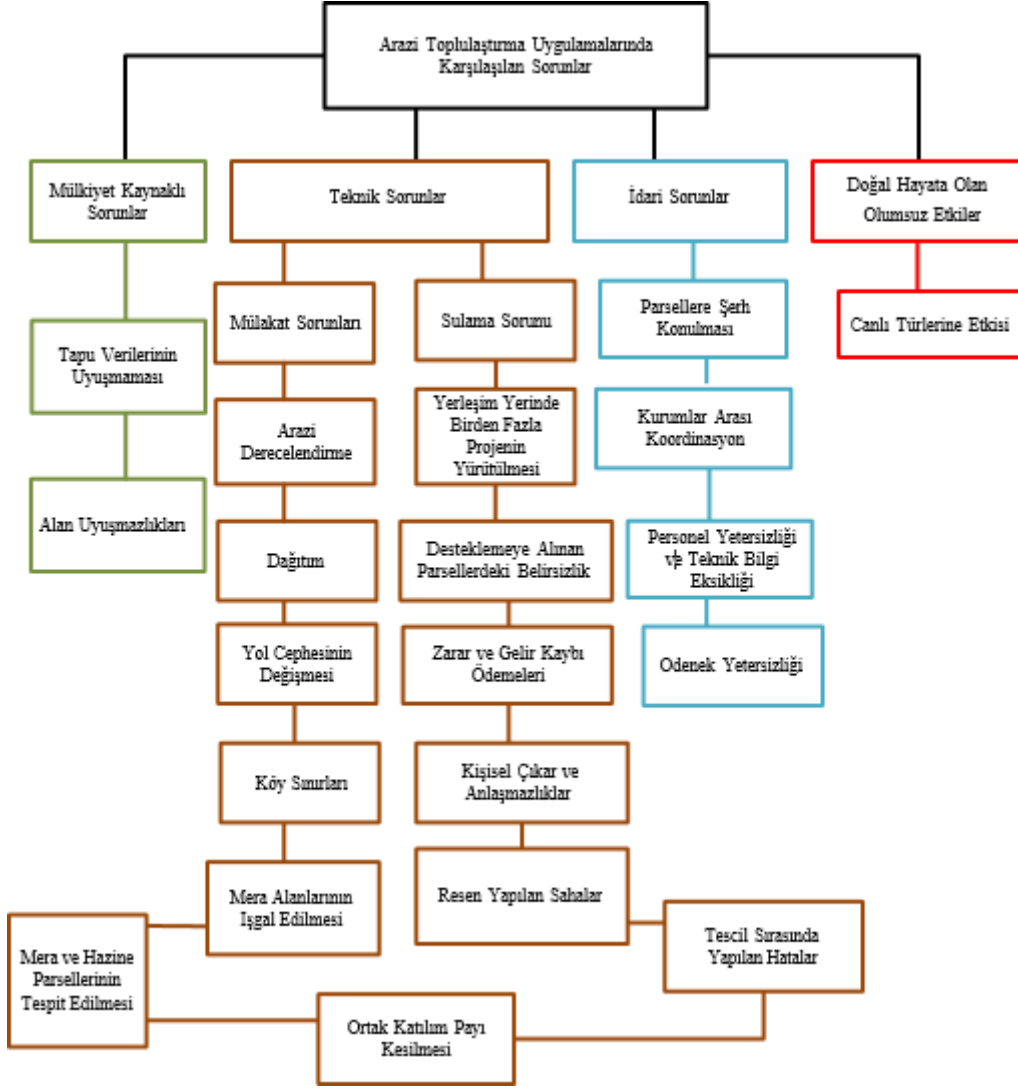 Arazi Toplulaştırma Uygulamalarında
Karşılaşılan Sorunlar
Mülkiyet Kaynaklı
Sorunlar
Teknik Sorunlar
İdari Sorunlar
Doğal Hayata Olan
Olumsuz Etkiler
Tapu Verilerinin
Uyuşmaması
Alan Uyuşmazlıkları
Mülakat Sorunları
Arazi
Derecelendirme
Dağıtım
Yol Cephesinin
Değişmesi
Köy Sınırları
Mera Alanlarının
Işgal Edilmesi
Mera ve Hazine
Parsellerinin
Tespit Edilmesi
Sulama Sorunu
Yerleşim Yerinde
Birden Fazla
Projenin
Yürütülmesi
Desteklemeye Alınan
Parsellerdeki Belirsizlik
Zarar ve Gelir Kaybı
Ödemeleri
Kişisel Çıkar ve
Anlaşmazlıklar
Resen Yapılan Sahalar
Tescil Sırasında
Yapılan Hatalar
Ortak Katılım Payı
Kesilmesi
Parsellere Şerh
Konulması
Kurumlar Arası
Koordinasyon
Personel Yetersizliği
ve Teknik Bilgi
Eksikliği
Odenek Yetersizliği
Canlı Türlerine Etkisi